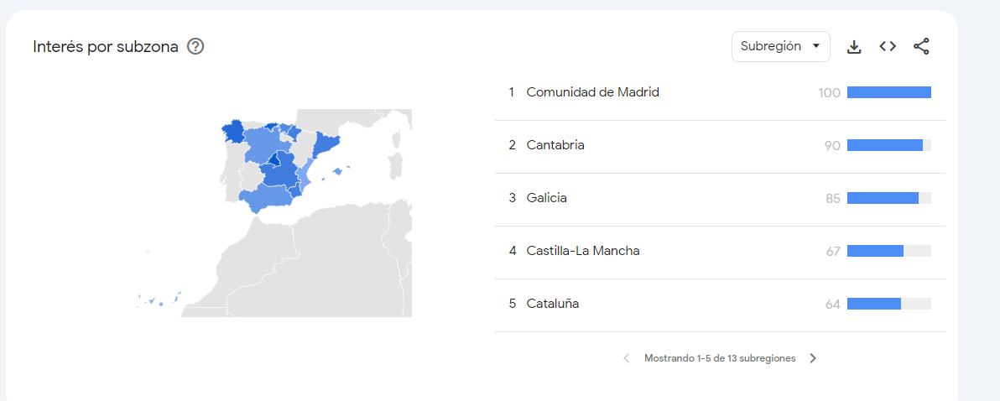 Interés por subzona
Subregión
1 Comunidad de Madrid 100
2 Cantabria 90
3 Galicia 85
4 Castilla-La Mancha 67
5 Cataluña 64
Mostrando 1-5 de 13 subregiones